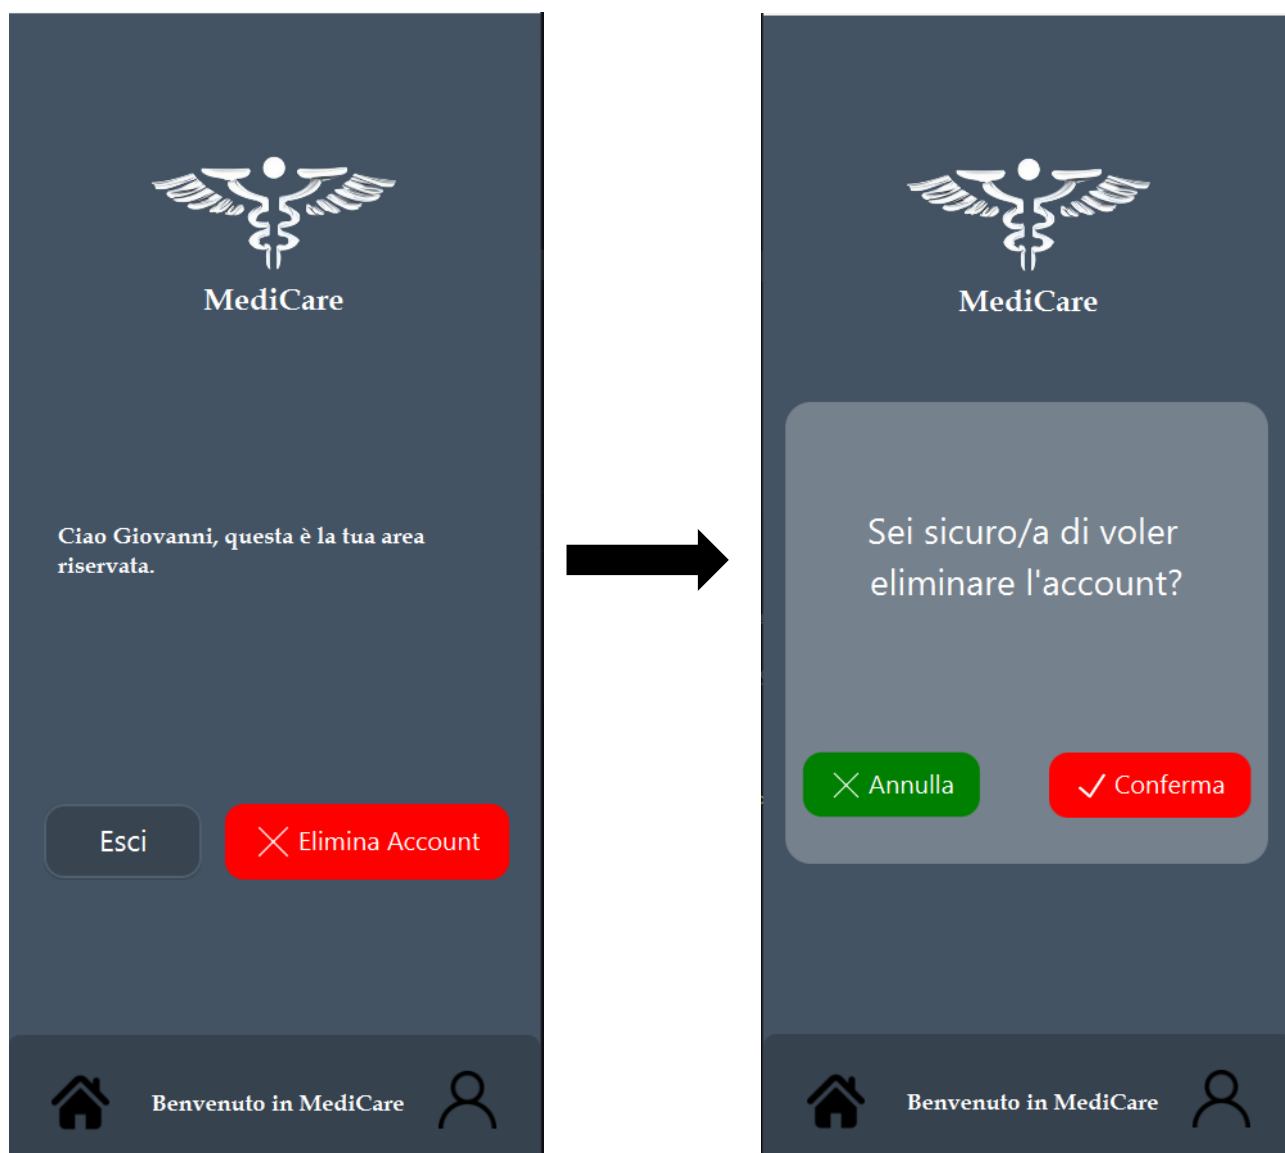 MediCare
Ciao Giovanni, questa è la tua area
riservata.
Esci
Elimina Account
Benvenuto in MediCare
MediCare
Sei sicuro/a di voler
eliminare l'account?
Annulla
Conferma
Benvenuto in MediCare